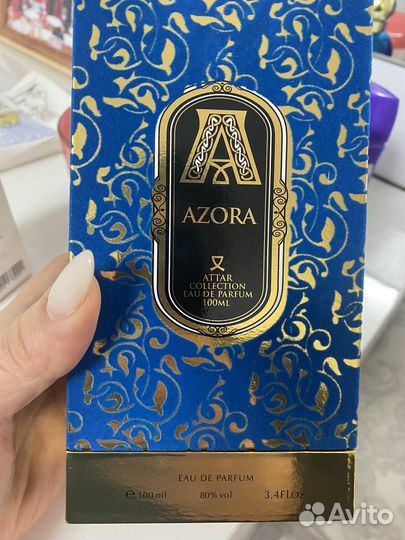 A
AZORA
ATTAR
COLLECTION
EAU DE PARFUM
100ML
EAU DE PARFUM
℮ 100 ml 80% vol 3.4Fl.Oz
Avito